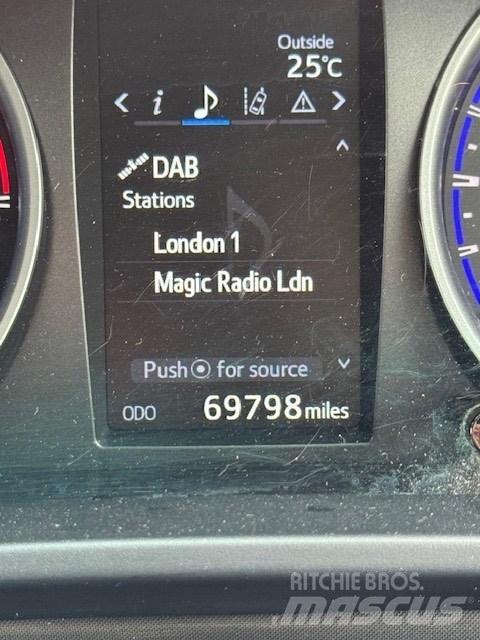 Outside
25°C
DAB
Stations
London 1
Magic Radio Ldn
Push for source
ODO 69798 miles
RITCHIE BROS.
MASCUS